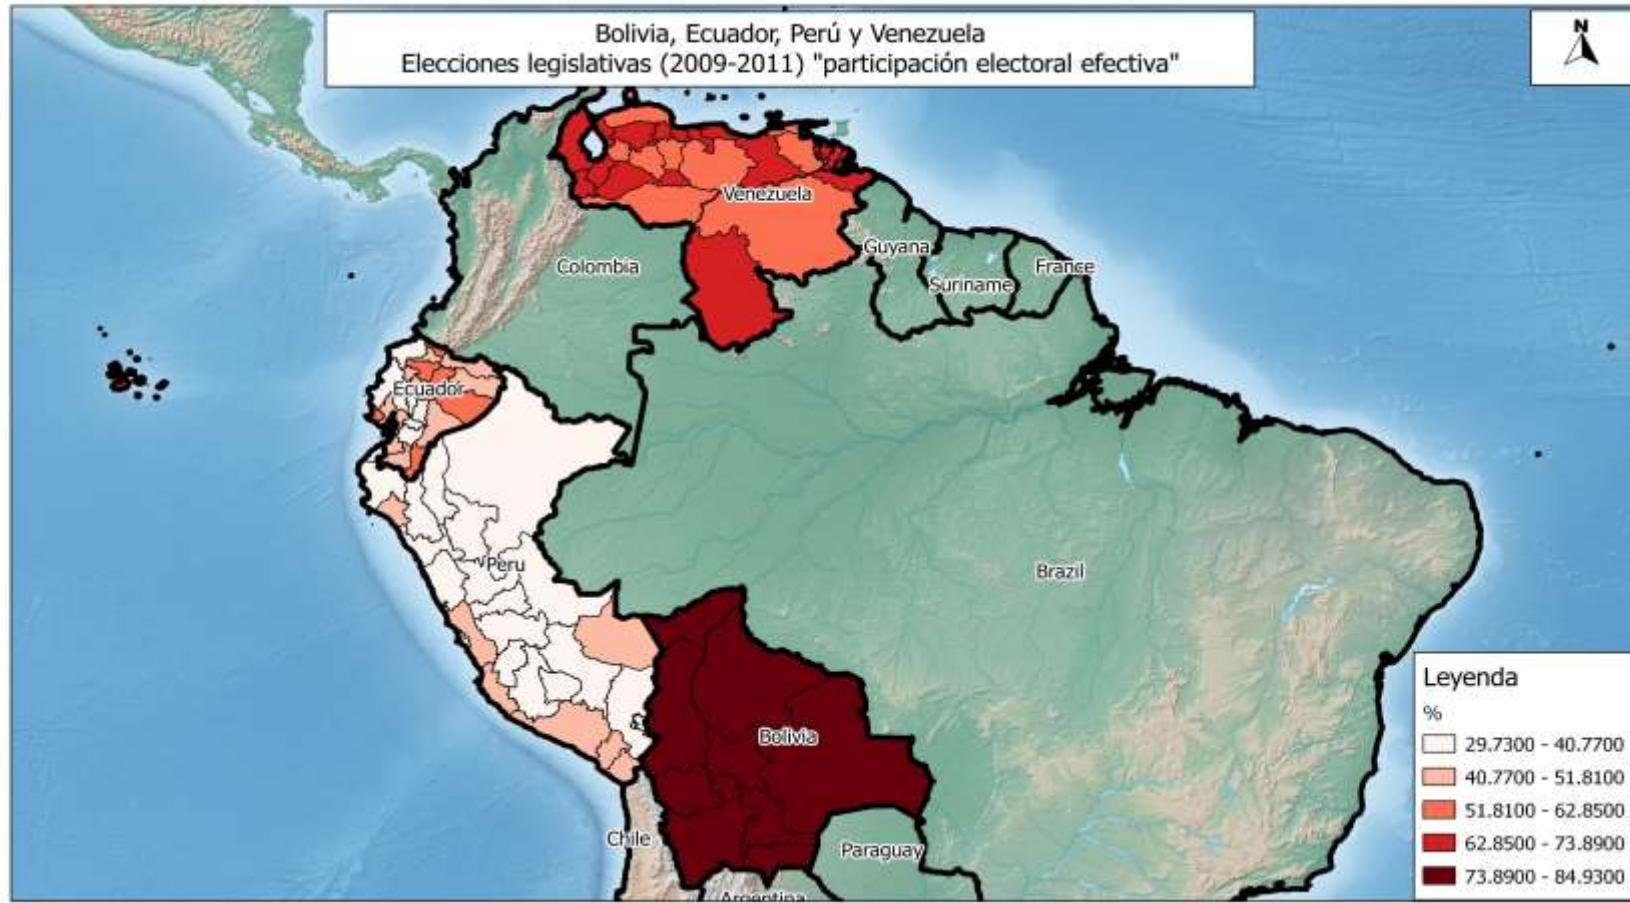 Bolivia, Ecuador, Perú y Venezuela
Elecciones legislativas (2009-2011) "participación electoral efectiva"
N
Venezuela
Guyana
Colombia
Suriname
France
Ecuador
Peru
Brazil
Bolivia
Chile
Paraguay
Argentina
Leyenda
%
29.7300 - 40.7700
40.7700 - 51.8100
51.8100 - 62.8500
62.8500 - 73.8900
73.8900 - 84.9300